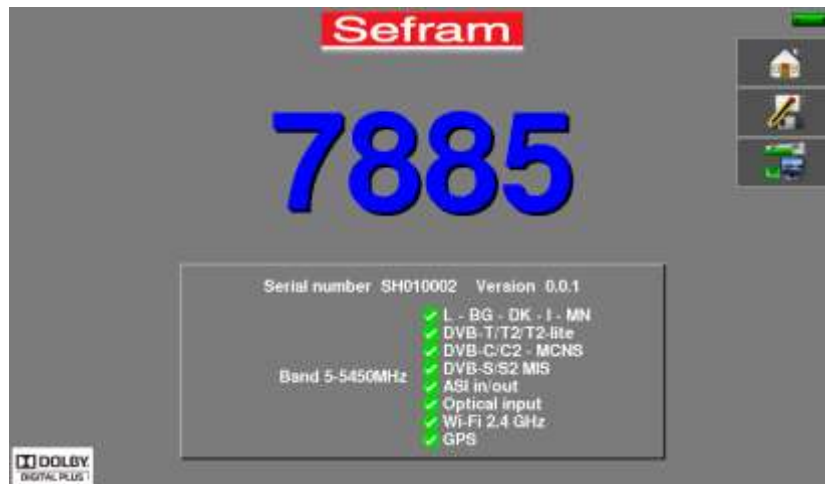 Sefram
7885
Serial number SH010002 Version 0.0.1
Band 5-5450MHz
L - BG - DK - I - MN
DVB-T/T2/T2-lite
DVB-C/C2 - MCNS
DVB-S/S2 MIS
ASI in/out
Optical input
Wi-Fi 2.4 GHz
GPS
DOLBY
DIGITAL PLUS